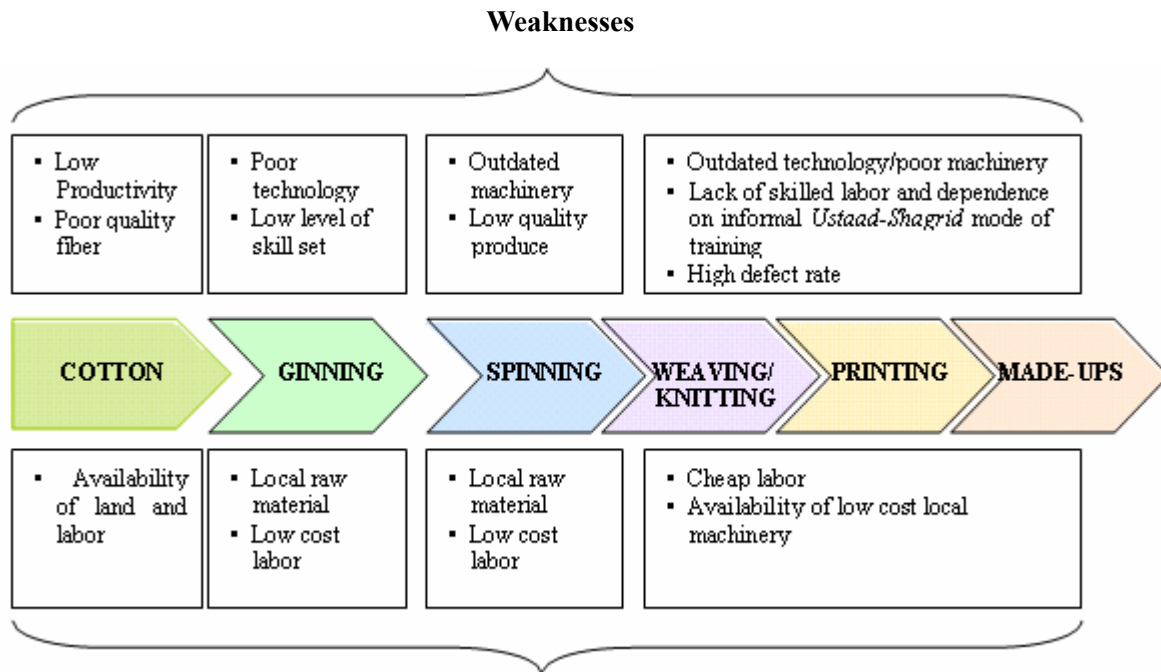 Weaknesses
▪ Low
Productivity
▪ Poor quality
fiber
▪ Poor
technology
▪ Low level of
skill set
▪ Outdated
machinery
▪ Low quality
produce
▪ Outdated technology/poor machinery
▪ Lack of skilled labor and dependence
on informal Ustaad-Shagrid mode of
training
▪ High defect rate
COTTON
GINNING
SPINNING
WEAVING/
KNITTING
PRINTING
MADE-UPS
▪ Availability
of land and
labor
▪ Local raw
material
▪ Low cost
labor
▪ Local raw
material
▪ Low cost
labor
▪ Cheap labor
▪ Availability of low cost local
machinery